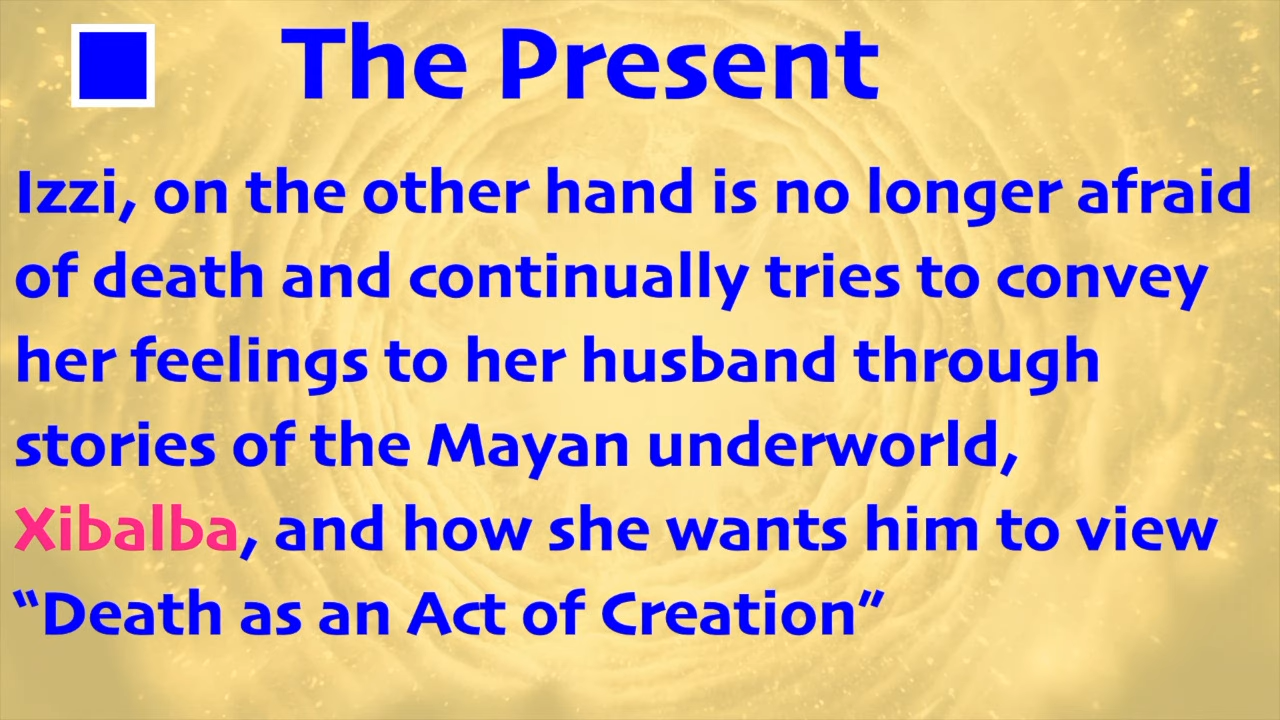 The Present
Izzi, on the other hand is no longer afraid
of death and continually tries to convey
her feelings to her husband through
stories of the Mayan underworld,
Xibalba, and how she wants him to view
“Death as an Act of Creation”